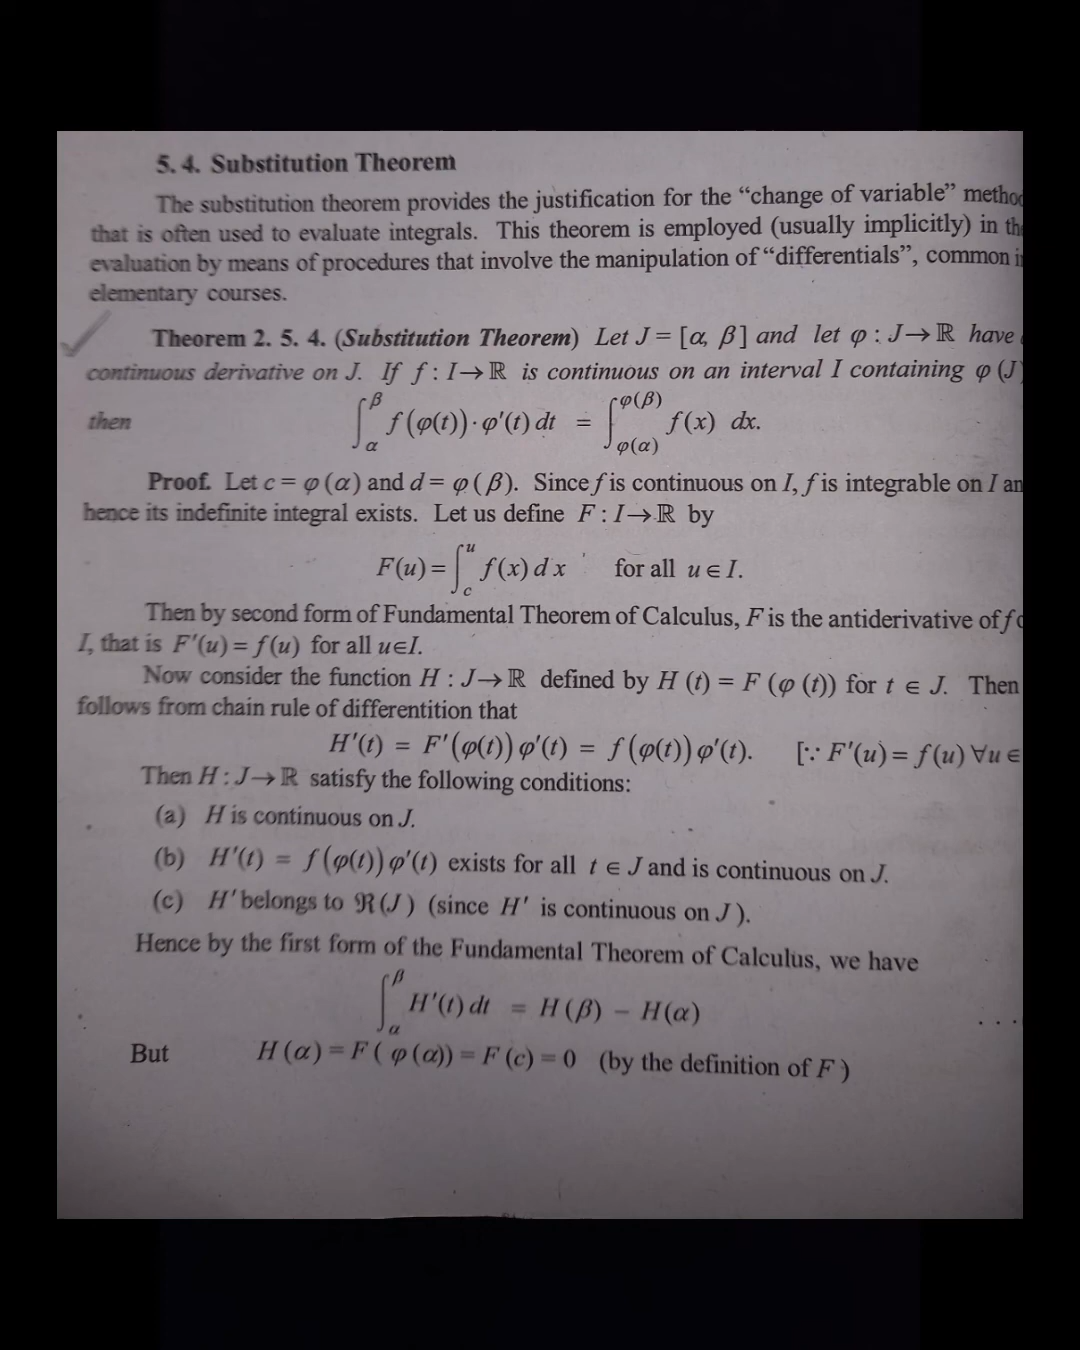 5. 4. Substitution Theorem
The substitution theorem provides the justification for the “change of variable”
that is often used to evaluate integrals. This theorem is employed (usually implicitly) in
evaluation by means of procedures that involve the manipulation of “differentials”, common
elementary courses.
Theorem 2. 5. 4. (Substitution Theorem) Let J = [α, β] and let φ : J → ℝ have
continuous derivative on J. If f : I → ℝ is continuous on an interval I containing φ (J
then ∫_α^β f (φ(t)) · φ′(t) dt = ∫_φ(α)^φ(β) f(x) dx.
Proof. Let c = φ (α) and d = φ (β). Since f is continuous on I, f is integrable on I
hence its indefinite integral exists. Let us define F : I → ℝ by
F(u) = ∫_c^u f(x) d x for all u ∈ I.
Then by second form of Fundamental Theorem of Calculus, F is the antiderivative of f
I, that is F′(u) = f(u) for all u∈I.
Now consider the function H : J → ℝ defined by H (t) = F (φ (t)) for t ∈ J. Then
follows from chain rule of differentition that
H′(t) = F′(φ(t)) φ′(t) = f (φ(t)) φ′(t). [∵ F′(u) = f (u) ∀u ∈
Then H : J → ℝ satisfy the following conditions:
(a) H is continuous on J.
(b) H′(t) = f (φ(t)) φ′(t) exists for all t ∈ J and is continuous on J.
(c) H′ belongs to ℜ (J ) (since H′ is continuous on J ).
Hence by the first form of the Fundamental Theorem of Calculus, we have
∫_α^β H′(t) dt = H (β) − H(α) ...
But H (α) = F ( φ (α)) = F (c) = 0 (by the definition of F )